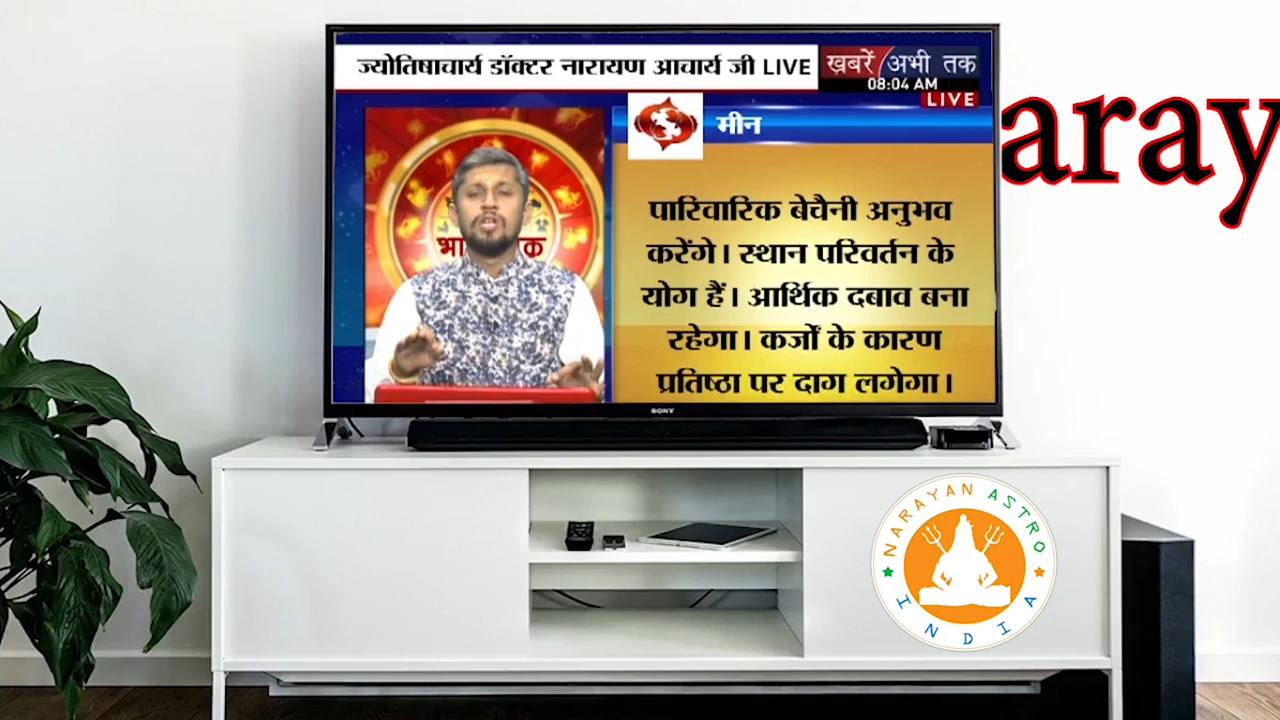 ज्योतिषाचार्य डॉक्टर नारायण आचार्य जी LIVE
ख़बरें अभी तक
08:04 AM
LIVE
मीन
पारिवारिक बेचैनी अनुभव
करेंगे। स्थान परिवर्तन के
योग हैं। आर्थिक दबाव बना
रहेगा। कर्जों के कारण
प्रतिष्ठा पर दाग लगेगा।
aray
SONY
NARAYAN ASTRO
INDIA